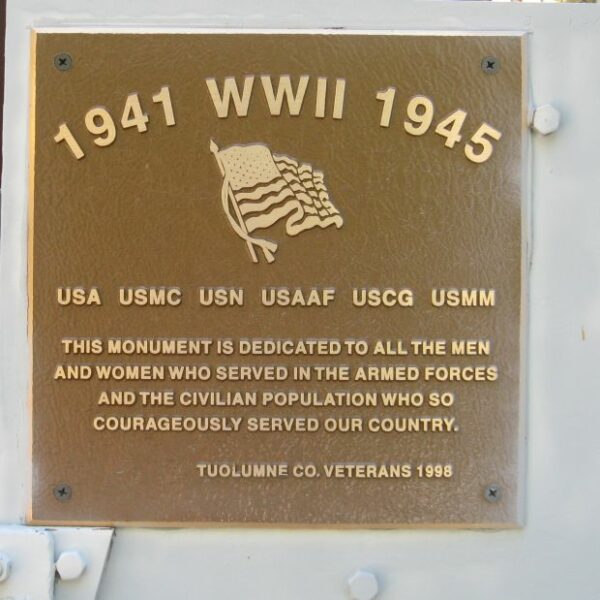 1941 WWII 1945
USA USMC USN USAAF USCG USMM
THIS MONUMENT IS DEDICATED TO ALL THE MEN
AND WOMEN WHO SERVED IN THE ARMED FORCES
AND THE CIVILIAN POPULATION WHO SO
COURAGEOUSLY SERVED OUR COUNTRY.
TUOLUMNE CO. VETERANS 1998